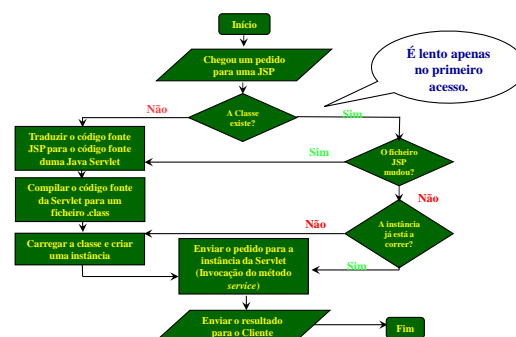 Início
Chegou um pedido
para uma JSP
É lento apenas
no primeiro
acesso.
Não
A Classe
existe?
Sim
Traduzir o código fonte
JSP para o código fonte
duma Java Servlet
Sim
O ficheiro
JSP
mudou?
Compilar o código fonte
da Servlet para um
ficheiro .class
Não
Não
A instância
já está a
correr?
Carregar a classe e criar
uma instância
Enviar o pedido para a
instância da Servlet
(Invocação do método
service)
Sim
Enviar o resultado
para o Cliente
Fim